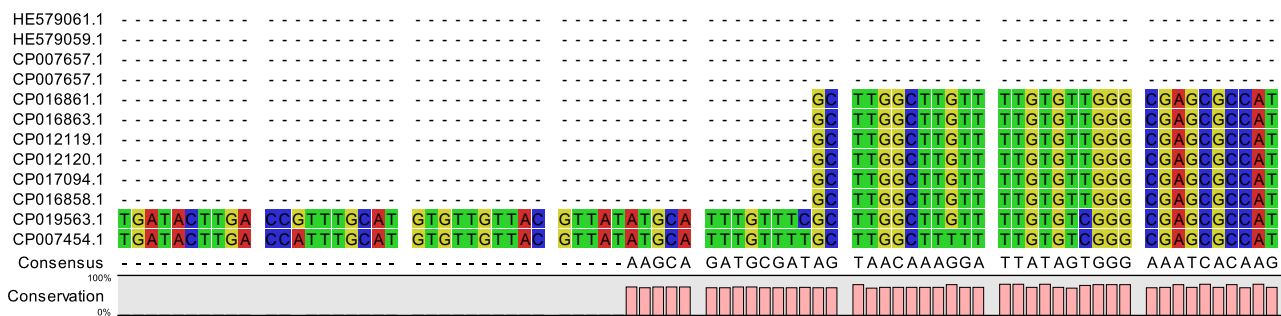 HE579061.1 - - - - - - - - - - - - - - - - - - - - - - - - - - - - - - - - - - - - - - - - - - - - - - - - - - - - - - - - - - - - - - - - - - - - - - - - - - - - - - - -
HE579059.1 - - - - - - - - - - - - - - - - - - - - - - - - - - - - - - - - - - - - - - - - - - - - - - - - - - - - - - - - - - - - - - - - - - - - - - - - - - - - - - - -
CP007657.1 - - - - - - - - - - - - - - - - - - - - - - - - - - - - - - - - - - - - - - - - - - - - - - - - - - - - - - - - - - - - - - - - - - - - - - - - - - - - - - - -
CP007657.1 - - - - - - - - - - - - - - - - - - - - - - - - - - - - - - - - - - - - - - - - - - - - - - - - - - - - - - - - - - - - - - - - - - - - - - - - - - - - - - - -
CP016861.1 - - - - - - - - - - - - - - - - - - - - - - - - - - - - - - - - - - - - - - - - - - - - - - - - GC TTGGCTTGTT TTGTGTTGGG CGAGCGCCAT
CP016863.1 - - - - - - - - - - - - - - - - - - - - - - - - - - - - - - - - - - - - - - - - - - - - - - - - GC TTGGCTTGTT TTGTGTTGGG CGAGCGCCAT
CP012119.1 - - - - - - - - - - - - - - - - - - - - - - - - - - - - - - - - - - - - - - - - - - - - - - - - GC TTGGCTTGTT TTGTGTTGGG CGAGCGCCAT
CP012120.1 - - - - - - - - - - - - - - - - - - - - - - - - - - - - - - - - - - - - - - - - - - - - - - - - GC TTGGCTTGTT TTGTGTTGGG CGAGCGCCAT
CP017094.1 - - - - - - - - - - - - - - - - - - - - - - - - - - - - - - - - - - - - - - - - - - - - - - - - GC TTGGCTTGTT TTGTGTTGGG CGAGCGCCAT
CP016858.1 - - - - - - - - - - - - - - - - - - - - - - - - - - - - - - - - - - - - - - - - - - - - - - - - GC TTGGCTTGTT TTGTGTTGGG CGAGCGCCAT
CP019563.1 TGATACTTGA CCGTTTGCAT GTGTTGTTAC GTTATATGCA TTTGTTTCGC TTGGCTTGTT TTGTGTCGGG CGAGCGCCAT
CP007454.1 TGATACTTGA CCATTTGCAT GTGTTGTTAC GTTATATGCA TTTGTTTTGC TTGGCTTTTT TTGTGTCGGG CGAGCGCCAT
Consensus - - - - - - - - - - - - - - - - - - - - - - - - - - - - - - - - - - - AAGCA GATGCGATAG TAACAAAGGA TTATAGTGGG AAATCACAAG
100%
Conservation
0%